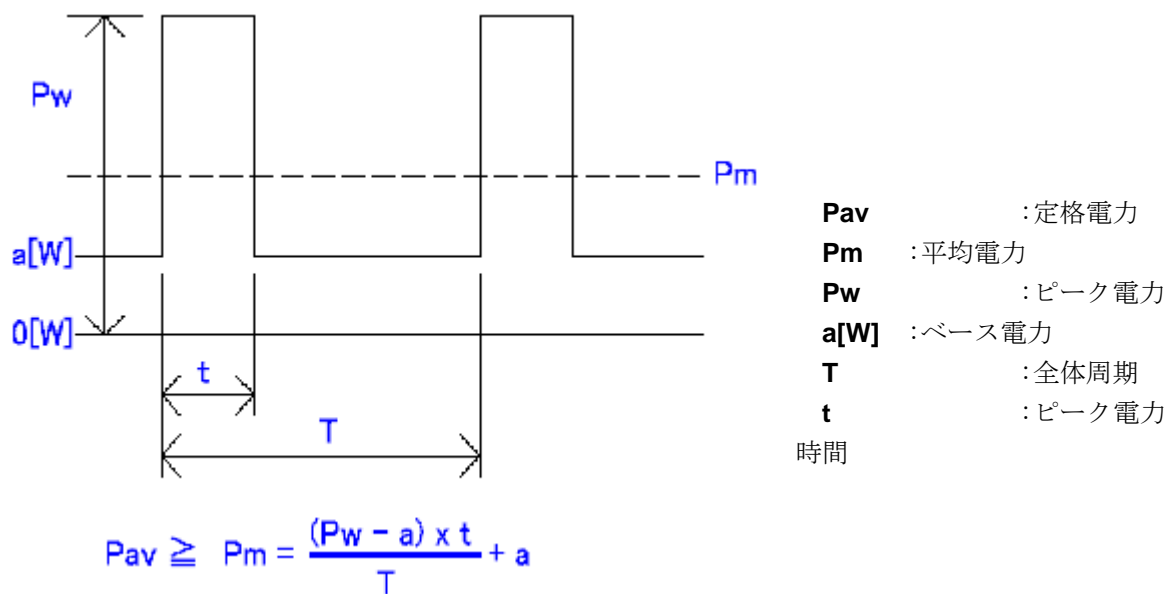 Pw
Pm
a[W]
0[W]
t
T
Pav ≧ Pm = (Pw - a) x t / T + a
Pav :定格電力
Pm :平均電力
Pw :ピーク電力
a[W] :ベース電力
T :全体周期
t :ピーク電力
時間